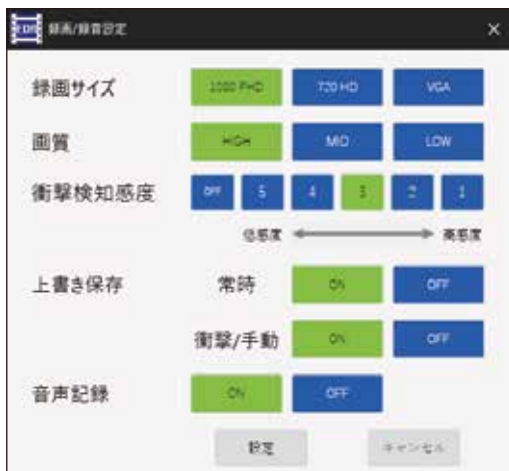 EDR 録画/録音設定 ×
録画サイズ 1080 FHD 720 HD VGA
画質 HIGH MID LOW
衝撃検知感度 OFF 5 4 3 2 1
低感度 高感度
上書き保存 常時 ON OFF
衝撃/手動 ON OFF
音声記録 ON OFF
設定 キャンセル